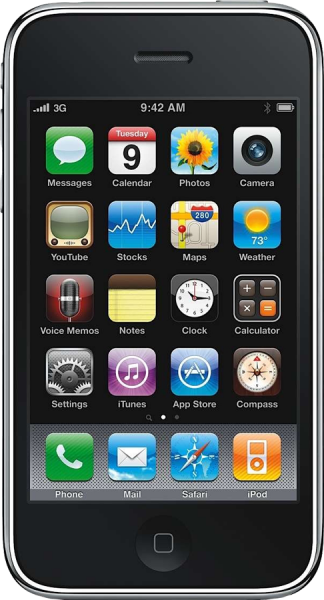 3G 9:42 AM
Tuesday
9
280
73°
Messages Calendar Photos Camera
YouTube Stocks Maps Weather
Voice Memos Notes Clock Calculator
Settings iTunes App Store Compass
Phone Mail Safari iPod